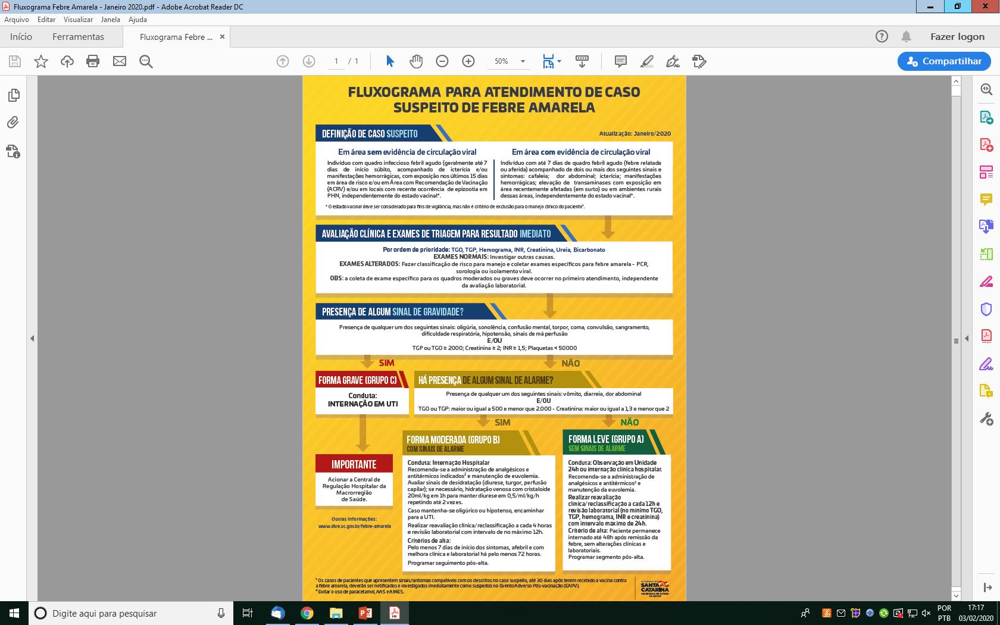 Fluxograma Febre Amarela - Janeiro 2020.pdf - Adobe Acrobat Reader DC
Arquivo Editar Visualizar Janela Ajuda
Início Ferramentas Fluxograma Febre ... × Fazer logon
1 / 1 50% Compartilhar
FLUXOGRAMA PARA ATENDIMENTO DE CASO
SUSPEITO DE FEBRE AMARELA
DEFINIÇÃO DE CASO SUSPEITO
Atualização: Janeiro/2020
Em área sem evidência de circulação viral
Indivíduo com quadro infeccioso febril agudo (geralmente até 7
dias de início súbito, acompanhado de icterícia e/ou
manifestações hemorrágicas, com exposição nos últimos 15 dias
em área de risco e/ou em Área com Recomendação de Vacinação
(ACRV) e/ou em locais com recente ocorrência de epizootia em
PHN, independentemente do estado vacinal*.
Em área com evidência de circulação viral
Indivíduo com até 7 dias de quadro febril agudo (febre relatada
ou aferida) acompanhado de dois ou mais dos seguintes sinais e
sintomas: cafaleia; dor abdominal; icterícia; manifestações
hemorrágicas; elevação de transaminases com exposição em
área recentemente afetadas (em surto) ou em ambientes rurais
dessas áreas, independentemente do estado vacinal*.
* O estado vacinal deve ser considerado para fins de vigilância, mas não é critério de exclusão para o manejo clínico do paciente¹.
AVALIAÇÃO CLÍNICA E EXAMES DE TRIAGEM PARA RESULTADO IMEDIATO
Por ordem de prioridade: TGO, TGP, Hemograma, INR, Creatinina, Ureia, Bicarbonato
EXAMES NORMAIS: Investigar outras causas.
EXAMES ALTERADOS: Fazer classificação de risco para manejo e coletar exames específicos para febre amarela - PCR,
sorologia ou isolamento viral.
OBS: a coleta de exame específico para os quadros moderados ou graves deve ocorrer no primeiro atendimento, independente
da avaliação laboratorial.
PRESENÇA DE ALGUM SINAL DE GRAVIDADE?
Presença de qualquer um dos seguintes sinais: oligúria, sonolência, confusão mental, torpor, coma, convulsão, sangramento,
dificuldade respiratória, hipotensão, sinais de má perfusão
E/OU
TGP ou TGO ≥ 2000; Creatinina ≥ 2; INR ≥ 1,5; Plaquetas < 50000
SIM NÃO
FORMA GRAVE (GRUPO C)
Conduta:
INTERNAÇÃO EM UTI
HÁ PRESENÇA DE ALGUM SINAL DE ALARME?
Presença de qualquer um dos seguintes sinais: vômito, diarreia, dor abdominal
E/OU
TGO ou TGP: maior ou igual a 500 e menor que 2.000 - Creatinina: maior ou igual a 1,3 e menor que 2
SIM NÃO
IMPORTANTE
Acionar a Central de
Regulação Hospitalar da
Macrorregião
de Saúde.
Outras informações:
www.dive.sc.gov.br/febre-amarela
FORMA MODERADA (GRUPO B)
COM SINAIS DE ALARME
Conduta: Internação Hospitalar
Recomenda-se a administração de analgésicos e
antitérmicos indicados² e manutenção de euvolemia.
Avaliar sinais de desidratação (diurese, turgor, perfusão
capilar); se necessário, hidratação venosa com cristaloide
20ml/kg em 1h para manter diurese em 0,5/ml/kg/h
repetindo até 2 vezes.
Caso mantenha-se oligúrico ou hipotenso, encaminhar
para a UTI.
Realizar reavaliação clínica/reclassificação a cada 4 horas
e revisão laboratorial com intervalo de no máximo 12h.
Critérios de alta:
Pelo menos 7 dias de início dos sintomas, afebril e com
melhora clínica e laboratorial há pelo menos 72 horas.
Programar seguimento pós-alta.
FORMA LEVE (GRUPO A)
SEM SINAIS DE ALARME
Conduta: Observação em Unidade
24h ou internação clínica hospitalar.
Recomenda-se a administração de
analgésicos e antitérmicos² e
manutenção da euvolemia.
Realizar reavaliação
clínica/reclassificação a cada 12h e
revisão laboratorial (no mínimo TGO,
TGP, hemograma, INR e creatinina)
com intervalo máximo de 24h.
Critério de alta: Paciente permanece
internado até 48h após remissão da
febre, sem alterações clínicas e
laboratoriais.
Programar segmento pós-alta.
¹ Os casos de pacientes que apresentem sinais/sintomas compatíveis com os descritos no caso suspeito, até 30 dias após terem recebido a vacina contra
a febre amarela, deverão ser notificados e investigados imediatamente como suspeitos no Evento Adverso Pós-vacinação (EAPV).
² Evitar o uso de paracetamol, AAS e AINES.
GOVERNO DE
SANTA
CATARINA
SECRETARIA DE ESTADO
DA SAÚDE
Digite aqui para pesquisar
POR
PTB
17:17
03/02/2020